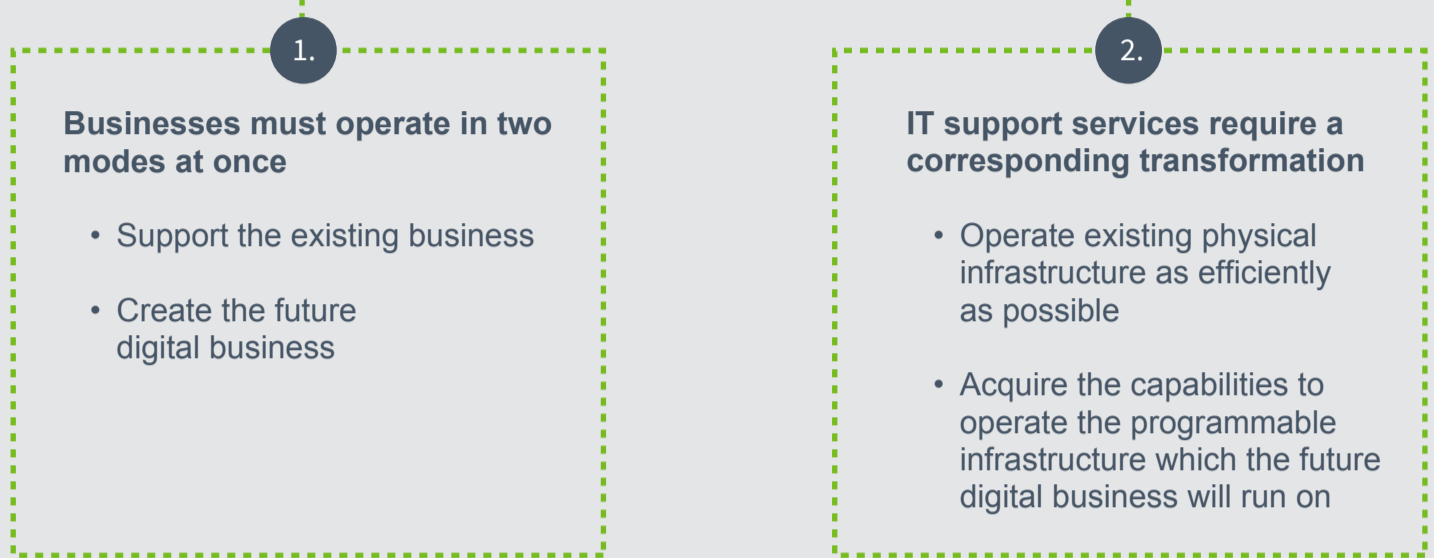 1.
Businesses must operate in two
modes at once
• Support the existing business
• Create the future
digital business
2.
IT support services require a
corresponding transformation
• Operate existing physical
infrastructure as efficiently
as possible
• Acquire the capabilities to
operate the programmable
infrastructure which the future
digital business will run on